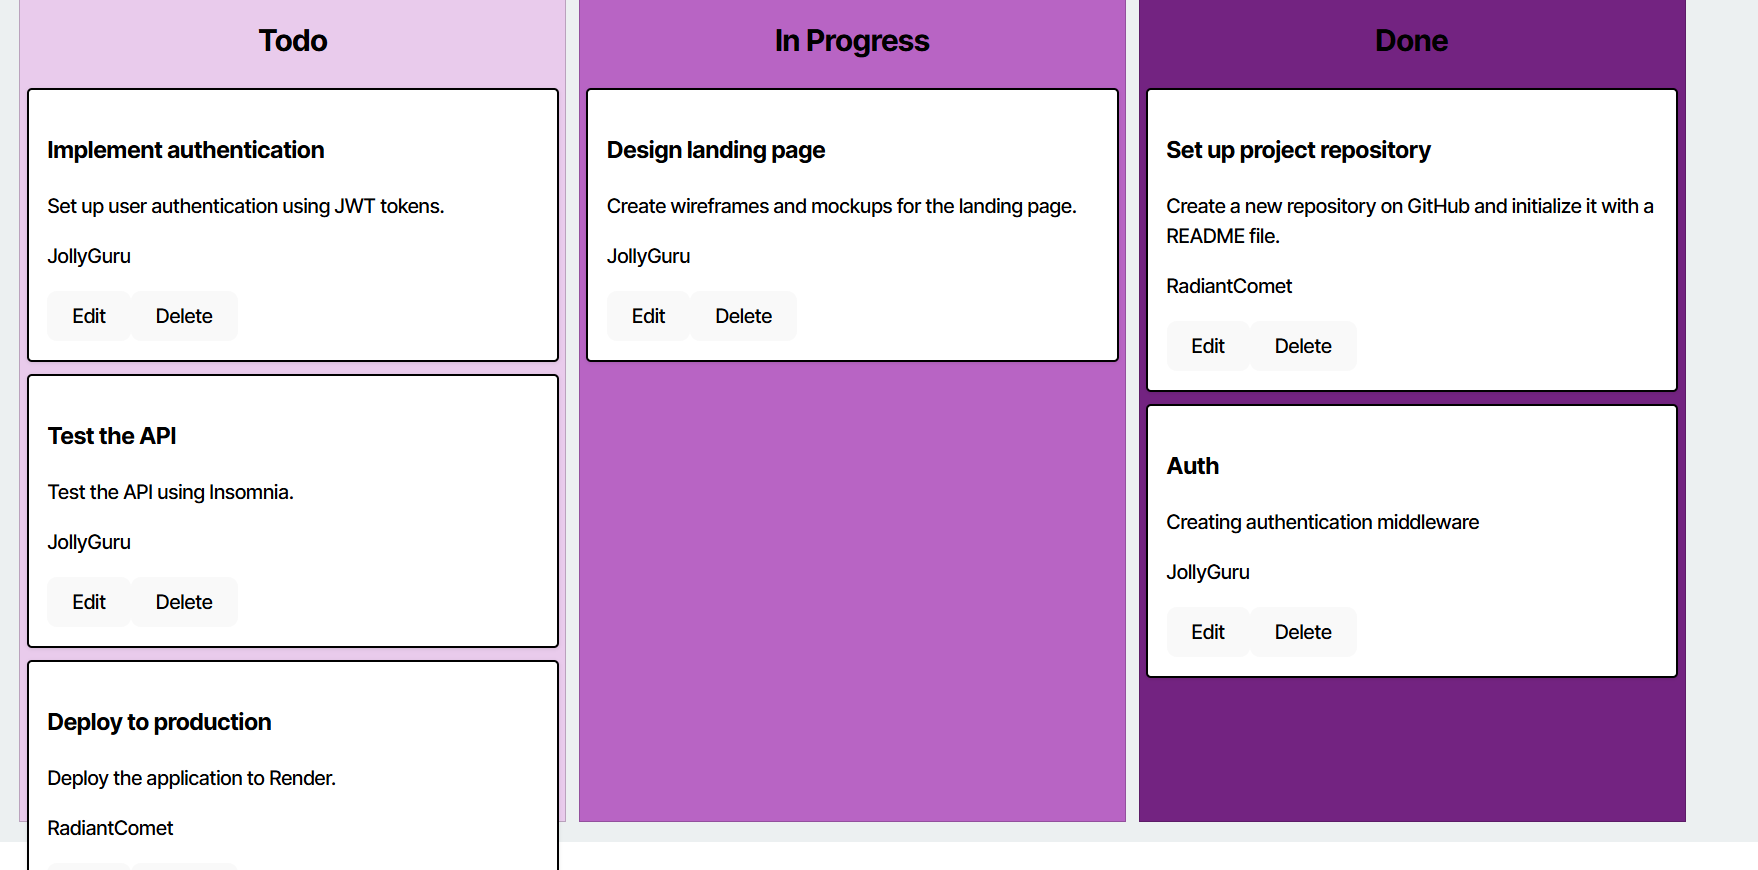 Todo
Implement authentication
Set up user authentication using JWT tokens.
JollyGuru
Edit
Delete
Test the API
Test the API using Insomnia.
JollyGuru
Edit
Delete
Deploy to production
Deploy the application to Render.
RadiantComet
In Progress
Design landing page
Create wireframes and mockups for the landing page.
JollyGuru
Edit
Delete
Done
Set up project repository
Create a new repository on GitHub and initialize it with a
README file.
RadiantComet
Edit
Delete
Auth
Creating authentication middleware
JollyGuru
Edit
Delete